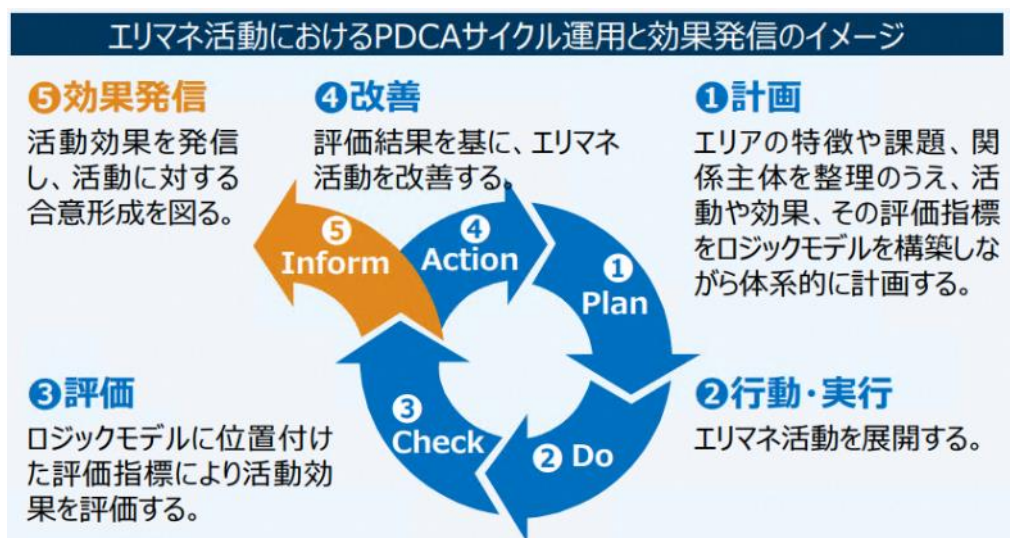 エリマネ活動におけるPDCAサイクル運用と効果発信のイメージ
❺効果発信
活動効果を発信
し、活動に対する
合意形成を図る。
❹改善
評価結果を基に、エリマネ
活動を改善する。
❶計画
エリアの特徴や課題、関
係主体を整理のうえ、活
動や効果、その評価指標
をロジックモデルを構築しな
がら体系的に計画する。
❺
Inform
❹
Action
❶
Plan
❸
Check
❷ Do
❸評価
ロジックモデルに位置付け
た評価指標により活動効
果を評価する。
❷行動・実行
エリマネ活動を展開する。